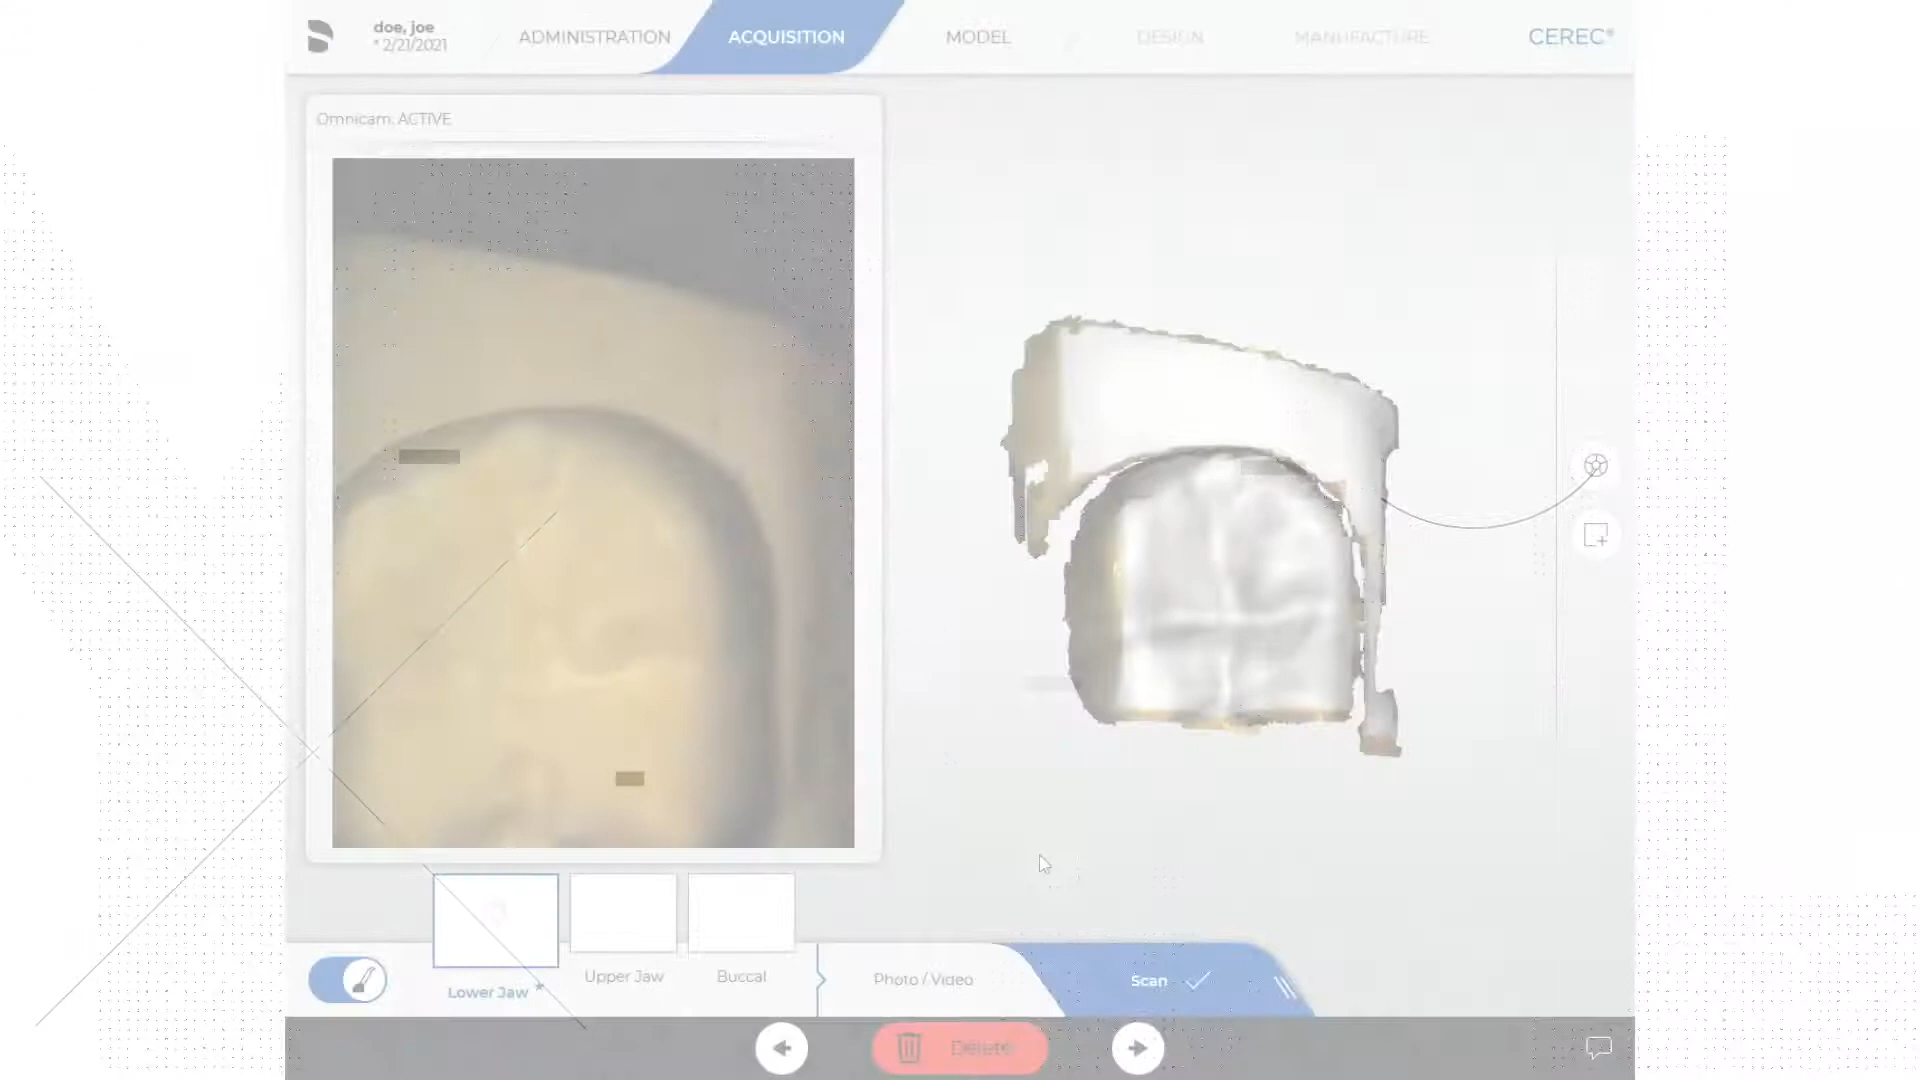 doe, joe
* 2/21/2021
ADMINISTRATION
ACQUISITION
MODEL
DESIGN
MANUFACTURE
CEREC®
Omnicam: ACTIVE
Lower Jaw *
Upper Jaw
Buccal
Photo / Video
Scan
Delete